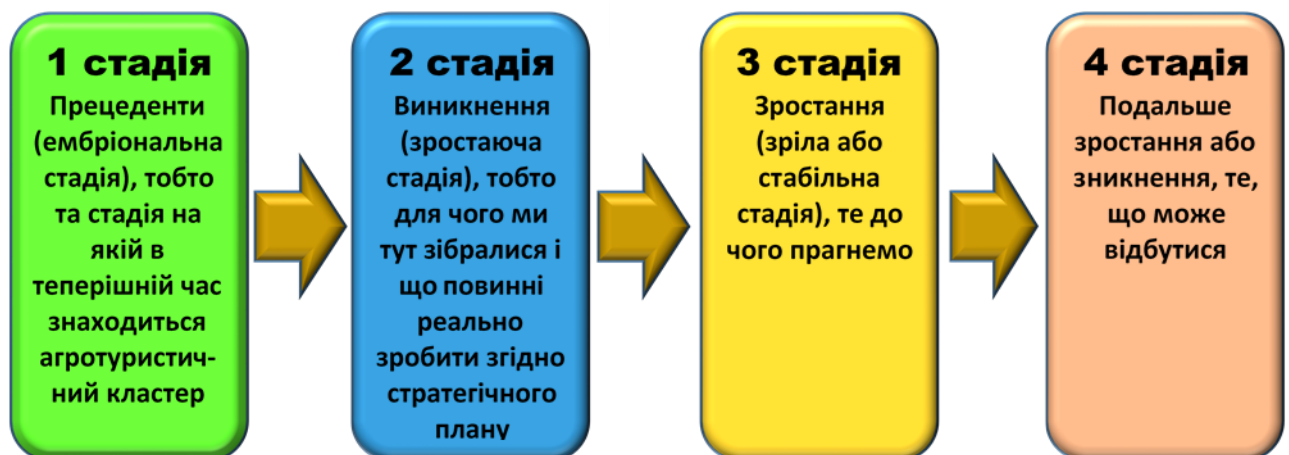 1 стадія
Прецеденти
(ембріональна
стадія), тобто
та стадія на
якій в
теперішній час
знаходиться
агротуристич-
ний кластер
2 стадія
Виникнення
(зростаюча
стадія), тобто
для чого ми
тут зібралися і
що повинні
реально
зробити згідно
стратегічного
плану
3 стадія
Зростання
(зріла або
стабільна
стадія), те до
чого прагнемо
4 стадія
Подальше
зростання або
зникнення, те,
що може
відбутися